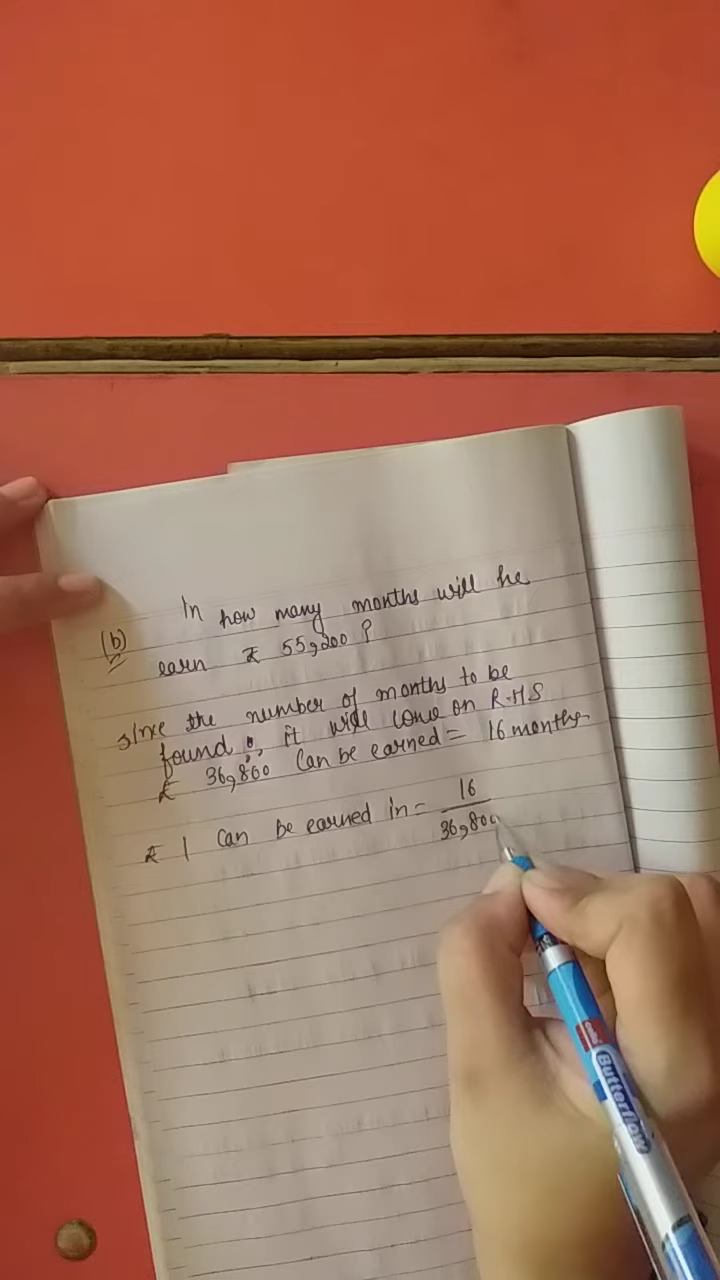 In how many months will he
(b) earn ₹ 55,200 ?
since the number of months to be
found, it will come on R.H.S
₹ 36,800 Can be earned = 16 months
₹ 1 Can be earned in = 16
36,800
Butterflow